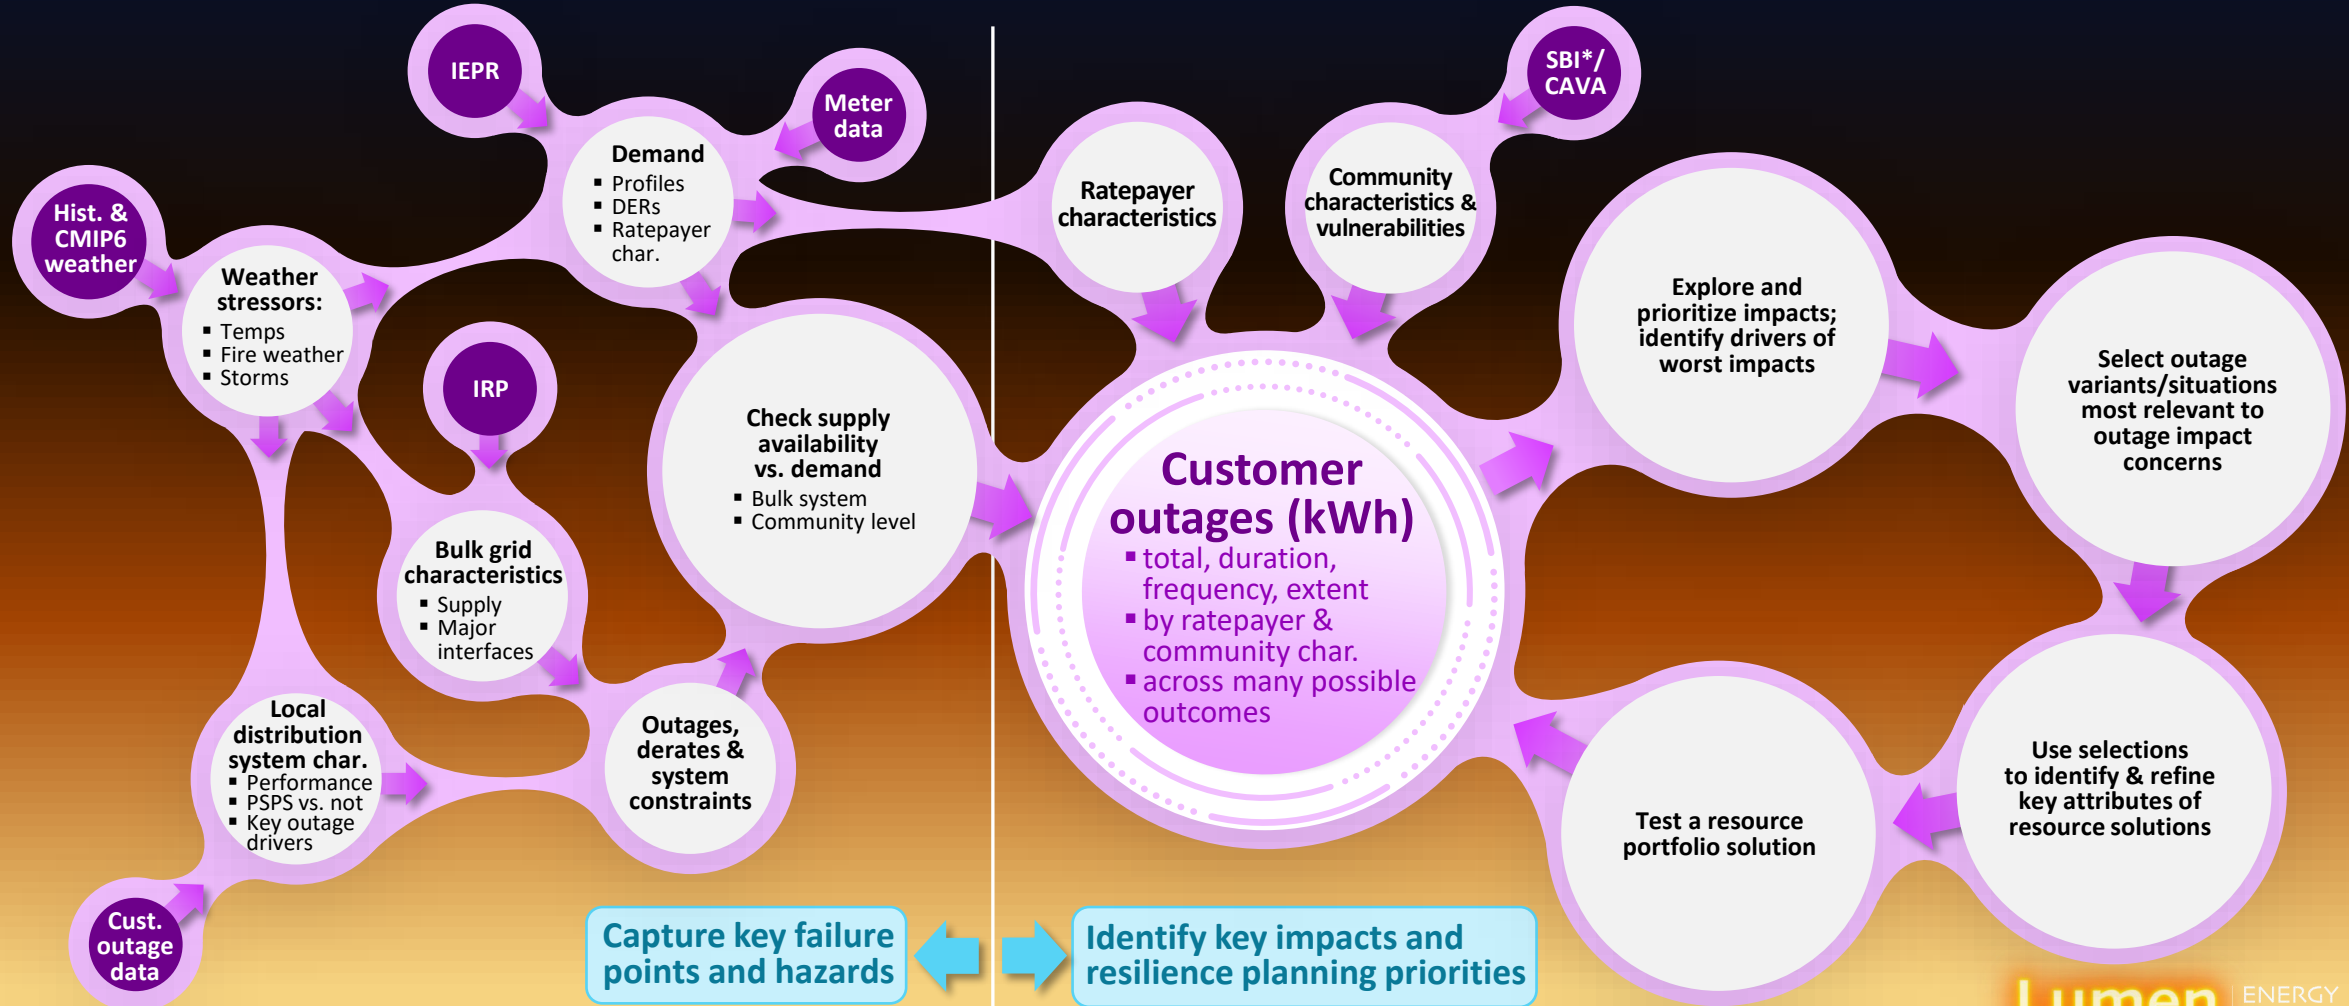 IEPR
Meter
data
Demand
▪ Profiles
▪ DERs
▪ Ratepayer
char.
Hist. &
CMIP6
weather
Weather
stressors:
▪ Temps
▪ Fire weather
▪ Storms
IRP
Bulk grid
characteristics
▪ Supply
▪ Major
interfaces
Local
distribution
system char.
▪ Performance
▪ PSPS vs. not
▪ Key outage
drivers
Cust.
outage
data
Outages,
derates &
system
constraints
Check supply
availability
vs. demand
▪ Bulk system
▪ Community level
Capture key failure
points and hazards
Ratepayer
characteristics
SBI*/
CAVA
Community
characteristics &
vulnerabilities
Customer
outages (kWh)
▪ total, duration,
frequency, extent
▪ by ratepayer &
community char.
▪ across many possible
outcomes
Explore and
prioritize impacts;
identify drivers of
worst impacts
Select outage
variants/situations
most relevant to
outage impact
concerns
Use selections
to identify & refine
key attributes of
resource solutions
Test a resource
portfolio solution
Identify key impacts and
resilience planning priorities
Lumen ENERGY